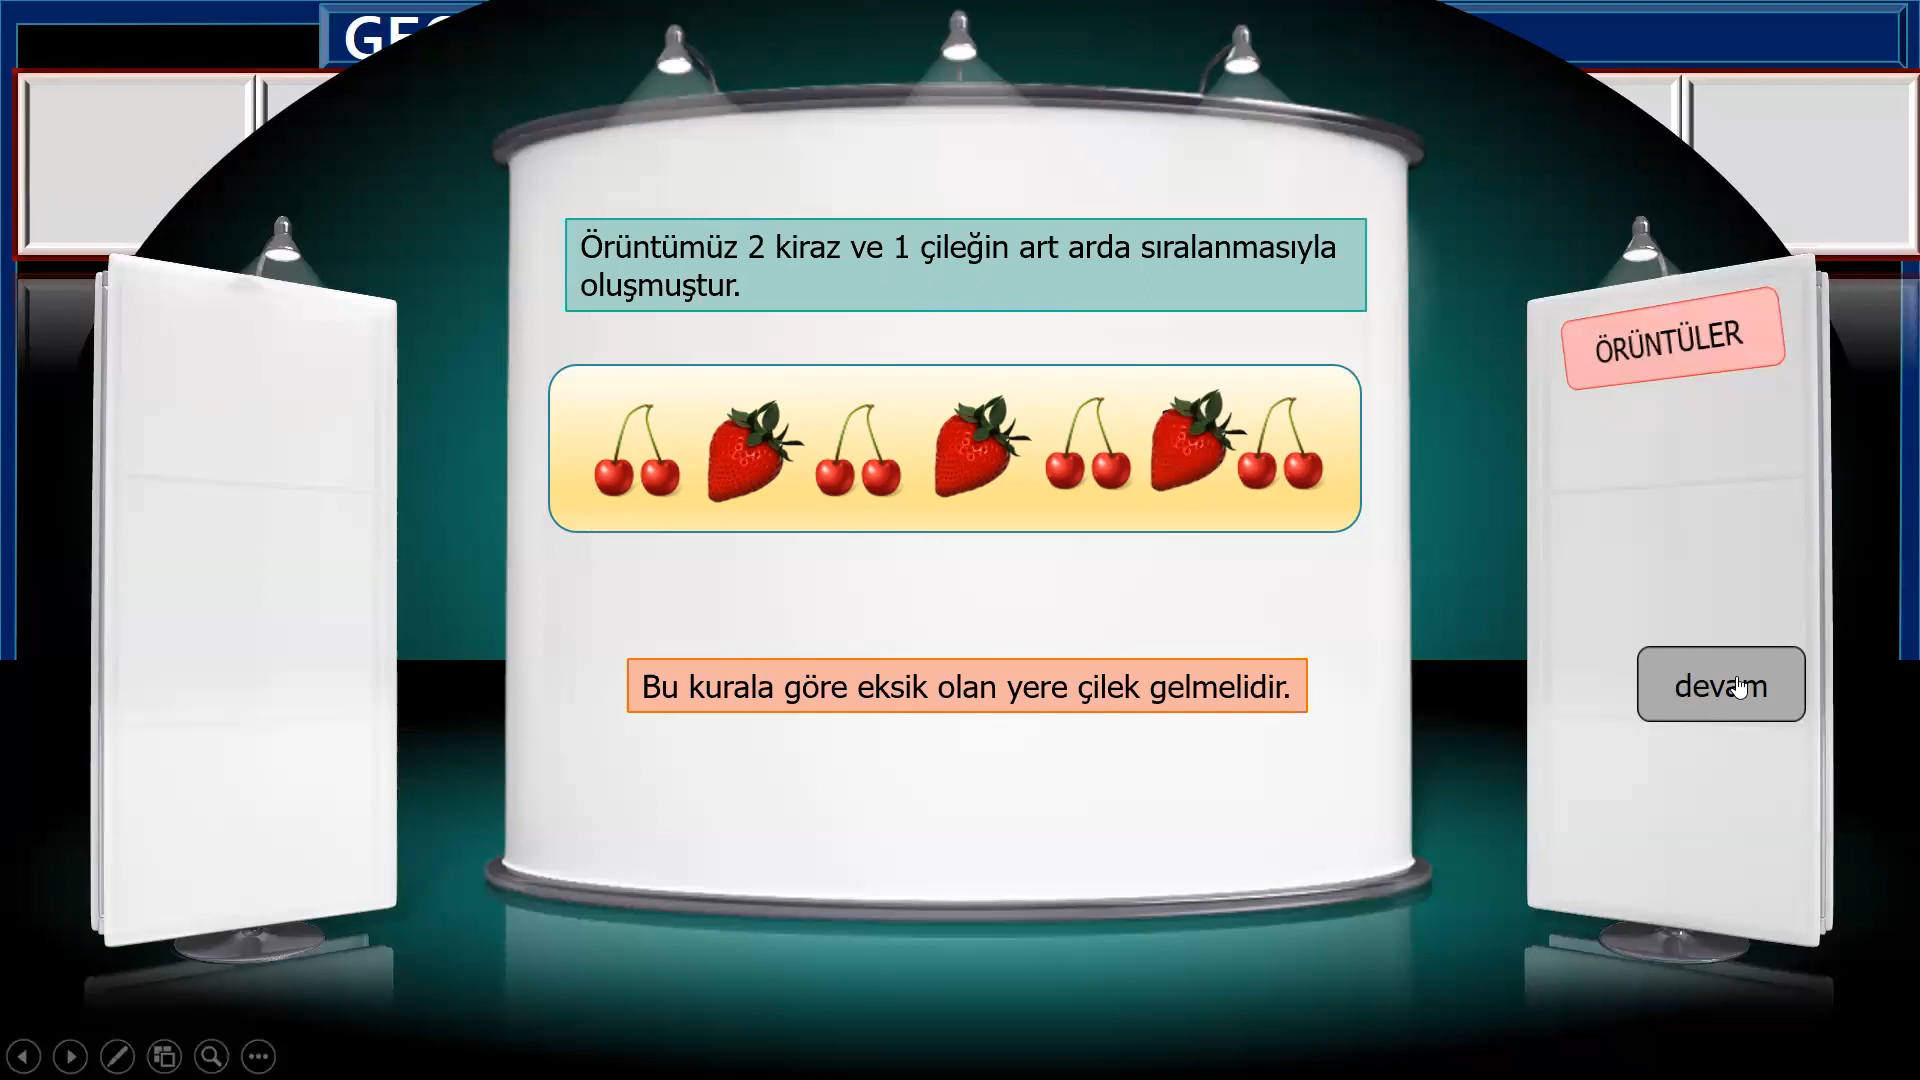 Örüntümüz 2 kiraz ve 1 çileğin art arda sıralanmasıyla
oluşmuştur.
ÖRÜNTÜLER
Bu kurala göre eksik olan yere çilek gelmelidir.
devam